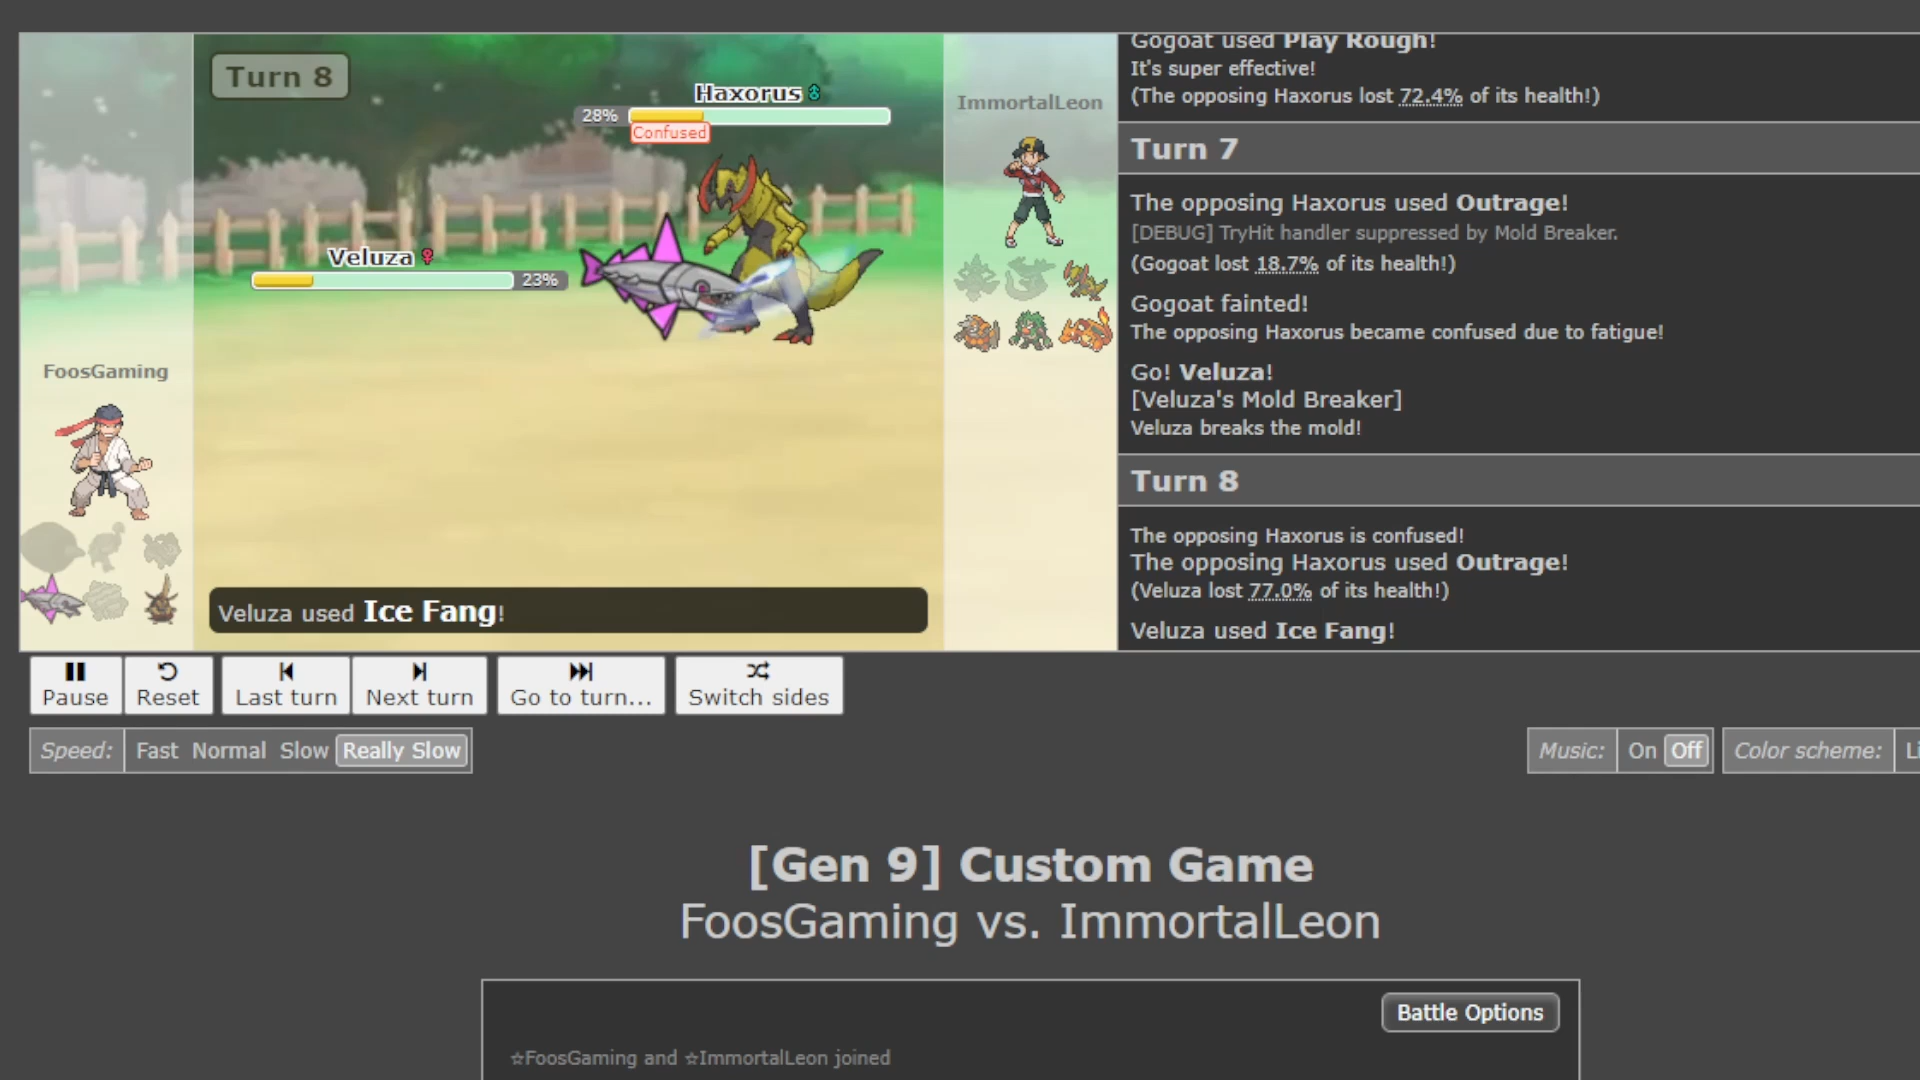 Turn 8
Haxorus
28%
Confused
Veluza
23%
FoosGaming
ImmortalLeon
Veluza used Ice Fang!
Gogoat used Play Rough!
It's super effective!
(The opposing Haxorus lost 72.4% of its health!)
Turn 7
The opposing Haxorus used Outrage!
[DEBUG] TryHit handler suppressed by Mold Breaker.
(Gogoat lost 18.7% of its health!)
Gogoat fainted!
The opposing Haxorus became confused due to fatigue!
Go! Veluza!
[Veluza's Mold Breaker]
Veluza breaks the mold!
Turn 8
The opposing Haxorus is confused!
The opposing Haxorus used Outrage!
(Veluza lost 77.0% of its health!)
Veluza used Ice Fang!
Pause Reset Last turn Next turn Go to turn... Switch sides
Speed: Fast Normal Slow Really Slow
Music: On Off Color scheme: Li
[Gen 9] Custom Game
FoosGaming vs. ImmortalLeon
Battle Options
☆FoosGaming and ☆ImmortalLeon joined